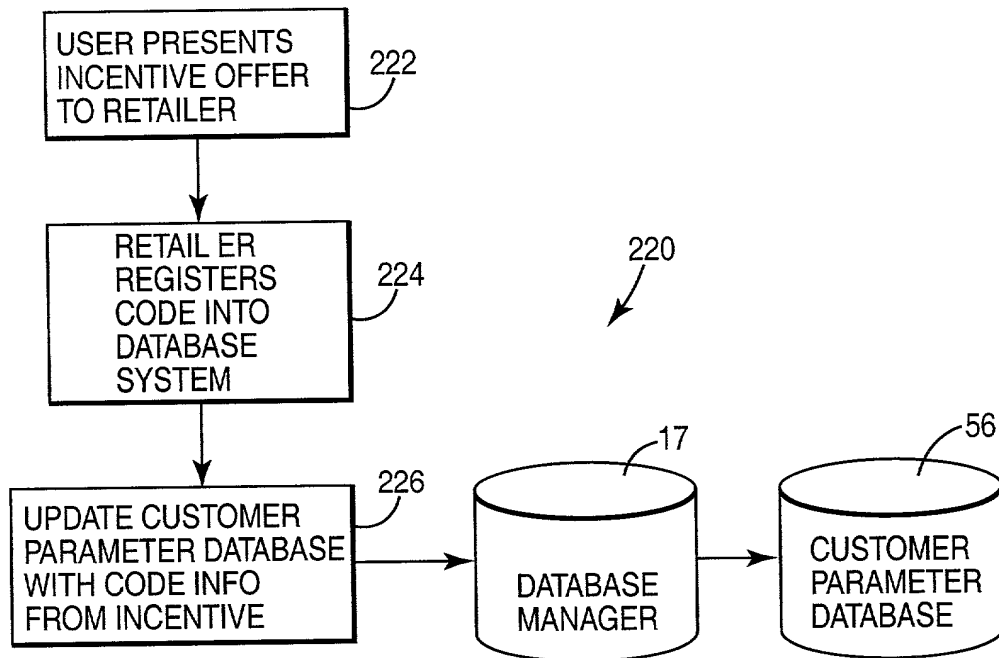 USER PRESENTS
INCENTIVE OFFER
TO RETAILER
222
RETAIL ER
REGISTERS
CODE INTO
DATABASE
SYSTEM
224
220
UPDATE CUSTOMER
PARAMETER DATABASE
WITH CODE INFO
FROM INCENTIVE
226
17
DATABASE
MANAGER
56
CUSTOMER
PARAMETER
DATABASE